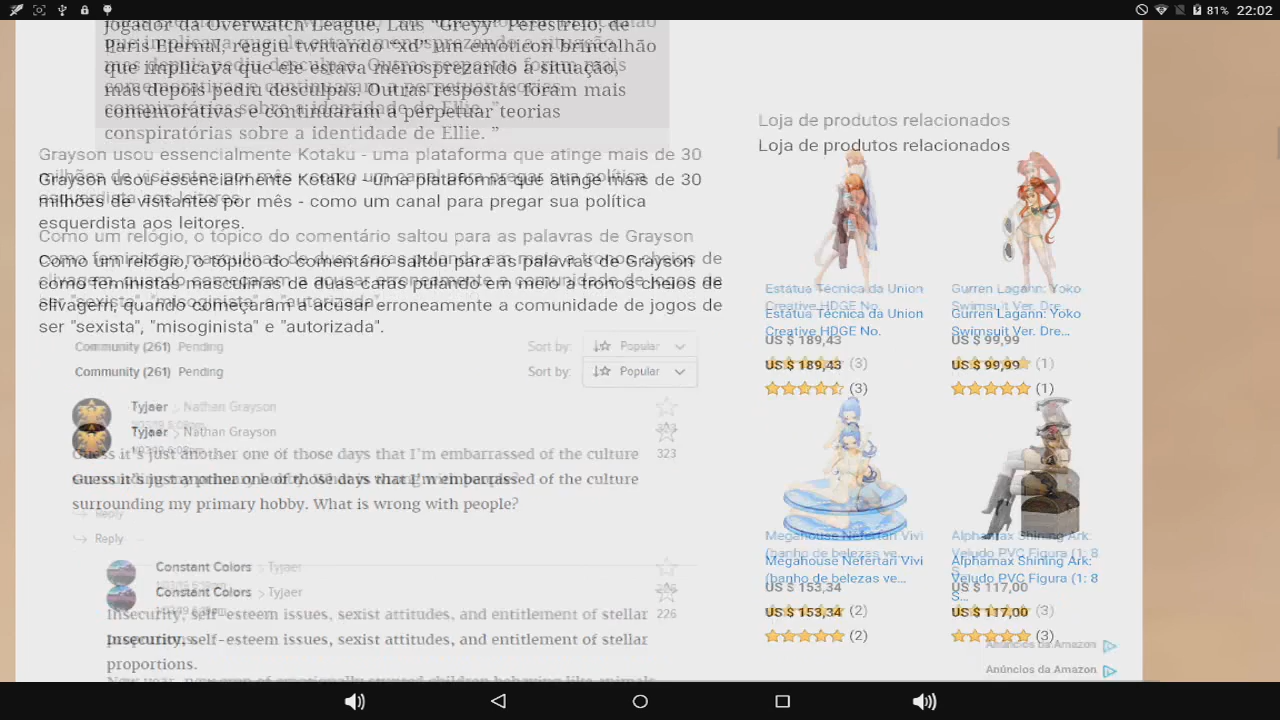 81% 22:02
jogador da Overwatch League, Luis "Greyy" Perestrelo, de
Paris Eternal, reagiu twittando "xd" um emoticon brincalhão
que implicava que ele estava menosprezando a situação,
mas depois pediu desculpas. Outras respostas foram mais
comemorativas e continuaram a perpetuar teorias
conspiratórias sobre a identidade de Ellie. ”
Grayson usou essencialmente Kotaku - uma plataforma que atinge mais de 30
milhões de visitantes por mês - como um canal para pregar sua política
esquerdista aos leitores.
Como um relógio, o tópico do comentário saltou para as palavras de Grayson
como feministas masculinas de duas caras pulando em meio a tronos cheios de
clivagem, quando começaram a acusar erroneamente a comunidade de jogos de
ser "sexista", "misoginista" e "autorizada".
Community (261) Pending
Sort by: Popular
Tyjaer > Nathan Grayson
323
Guess it's just another one of those days that I'm embarrassed of the culture
surrounding my primary hobby. What is wrong with people?
Reply
Constant Colors > Tyjaer
226
Insecurity, self-esteem issues, sexist attitudes, and entitlement of stellar
proportions.
Loja de produtos relacionados
Estátua Técnica da Union
Creative HDGE No.
US $ 189,43
(3)
Gurren Lagann: Yoko
Swimsuit Ver. Dre...
US $ 99,99
(1)
Megahouse Nefertari Vivi
(banho de belezas ve...
US $ 153,34
(2)
Alphamax Shining Ark:
Veludo PVC Figura (1: 8
S...
US $ 117,00
(3)
Anúncios da Amazon